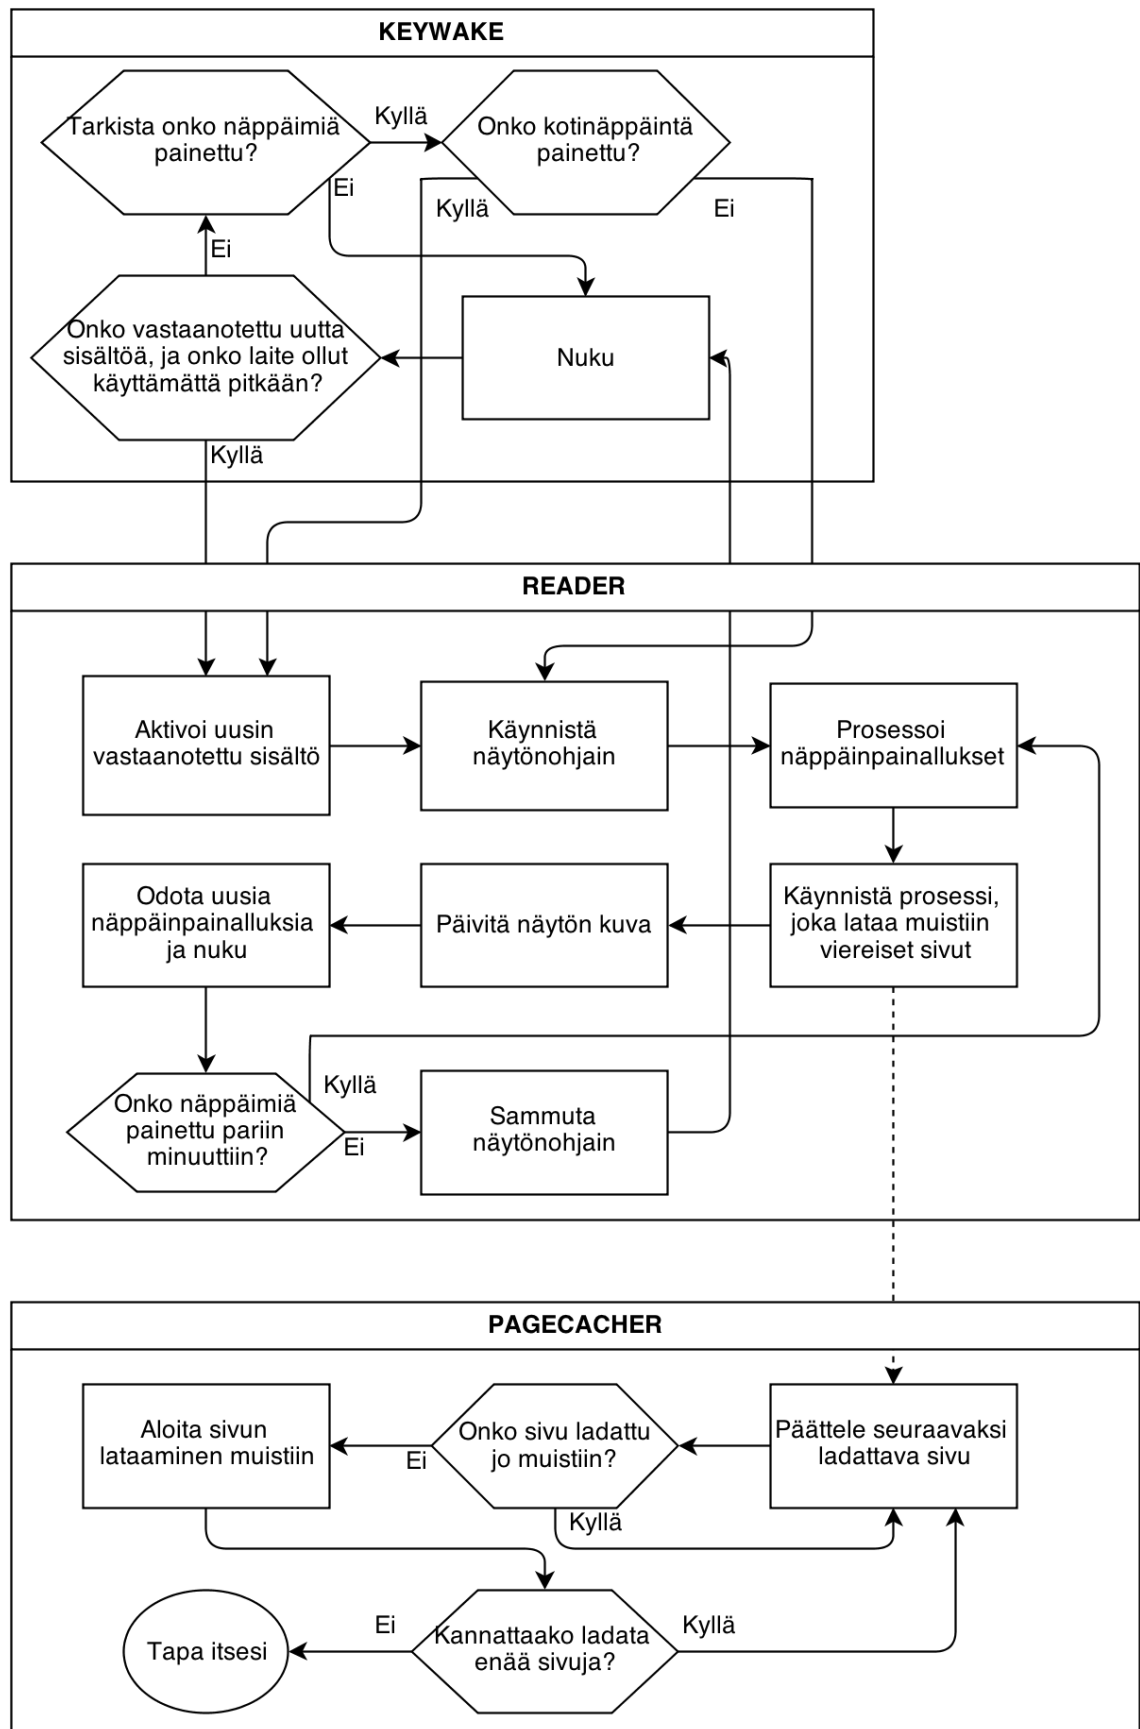 KEYWAKE
Tarkista onko näppäimiä
painettu?
Kyllä
Onko kotinäppäintä
painettu?
Ei
Kyllä
Ei
Ei
Onko vastaanotettu uutta
sisältöä, ja onko laite ollut
käyttämättä pitkään?
Nuku
Kyllä
READER
Aktivoi uusin
vastaanotettu sisältö
Käynnistä
näytönohjain
Prosessoi
näppäinpainallukset
Odota uusia
näppäinpainalluksia
ja nuku
Päivitä näytön kuva
Käynnistä prosessi,
joka lataa muistiin
viereiset sivut
Onko näppäimiä
painettu pariin
minuuttiin?
Kyllä
Ei
Sammuta
näytönohjain
PAGECACHER
Aloita sivun
lataaminen muistiin
Ei
Onko sivu ladattu
jo muistiin?
Kyllä
Päättele seuraavaksi
ladattava sivu
Tapa itsesi
Ei
Kannattaako ladata
enää sivuja?
Kyllä